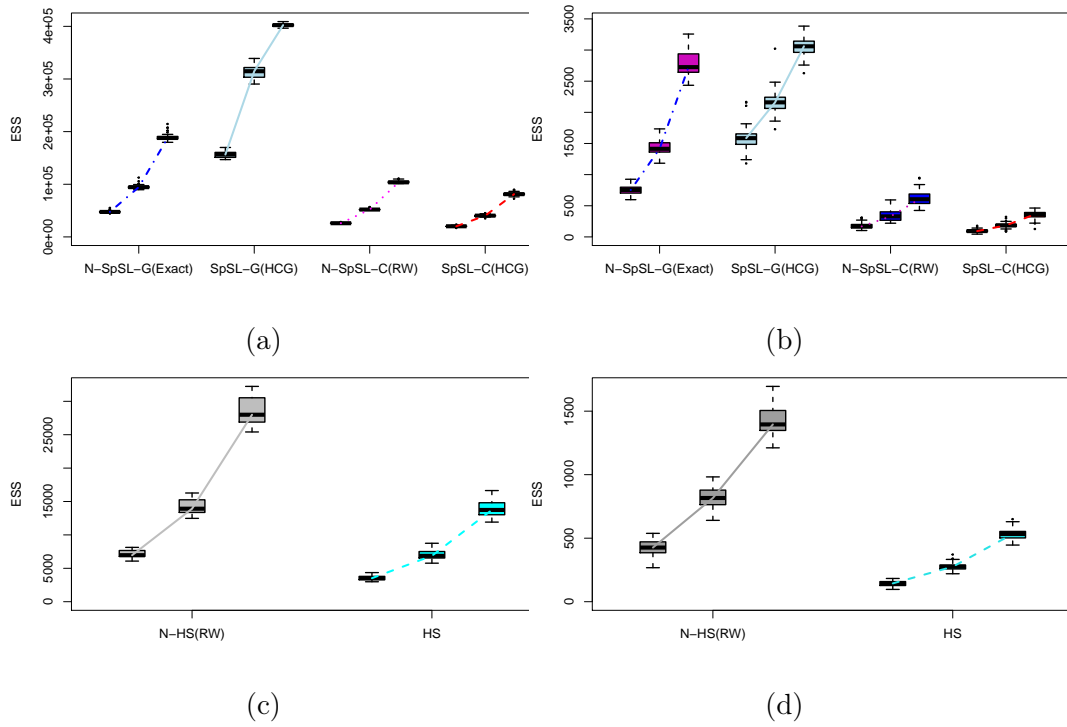 4e+05
3e+05
2e+05
1e+05
0e+00
ESS
N−SpSL−G(Exact) SpSL−G(HCG) N−SpSL−C(RW) SpSL−C(HCG)
(a)
3500
2500
1500
500
0
ESS
N−SpSL−G(Exact) SpSL−G(HCG) N−SpSL−C(RW) SpSL−C(HCG)
(b)
25000
15000
5000
0
ESS
N−HS(RW) HS
(c)
1500
1000
500
0
ESS
N−HS(RW) HS
(d)